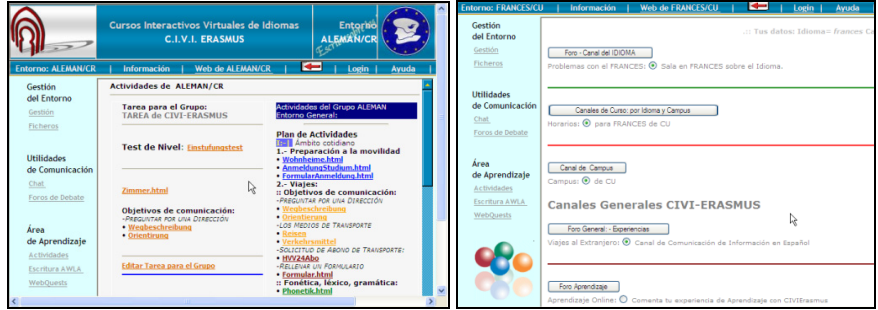 Cursos Interactivos Virtuales de Idiomas
C.I.V.I. ERASMUS
Entorno
ALEMAN/CR
Entorno: ALEMAN/CR | Información | Web de ALEMAN/CR | | Login | Ayuda
Gestión
del Entorno
Gestión
Ficheros
Utilidades
de Comunicación
Chat
Foros de Debate
Área
de Aprendizaje
Actividades
Escritura AWLA
WebQuests
Actividades de ALEMAN/CR
Tarea para el Grupo:
TAREA de CIVI-ERASMUS
Test de Nivel: Einstufungstest
Zimmer.html
Objetivos de comunicación:
-PREGUNTAR POR UNA DIRECCIÓN
• Wegbeschreibung
• Orientirung
Editar Tarea para el Grupo
Actividades del Grupo ALEMAN
Entorno General:
Plan de Actividades
Ámbito cotidiano
1.- Preparación a la movilidad
• Wohnheime.html
• AnmeldungStudium.html
• FormularAnmeldung.html
2.- Viajes:
:: Objetivos de comunicación:
-PREGUNTAR POR UNA DIRECCIÓN
• Wegbeschreibung
• Orientierung
-LOS MEDIOS DE TRANSPORTE
• Reisen
• Verkehrsmittel
-SOLICITUD DE ABONO DE TRANSPORTE:
• HVV24Abo
-RELLENAR UN FORMULARIO
• Formular.html
:: Fonética, léxico, gramática:
• Phonetik.html
Entorno: FRANCES/CU | Información | Web de FRANCES/CU | | Login | Ayuda
Gestión
del Entorno
Gestión
Ficheros
Utilidades
de Comunicación
Chat
Foros de Debate
Área
de Aprendizaje
Actividades
Escritura AWLA
WebQuests
.:: Tus datos: Idioma= frances Ca
Foro - Canal del IDIOMA
Problemas con el FRANCES: Sala en FRANCES sobre el Idioma.
Canales de Curso: por Idioma y Campus
Horarios: para FRANCES de CU
Canal de Campus
Campus: de CU
Canales Generales CIVI-ERASMUS
Foro General: - Experiencias
Viajes al Extranjero: Canal de Comunicación de Información en Español
Foro Aprendizaje
Aprendizaje Online: Comenta tu experiencia de Aprendizaje con CIVIErasmus